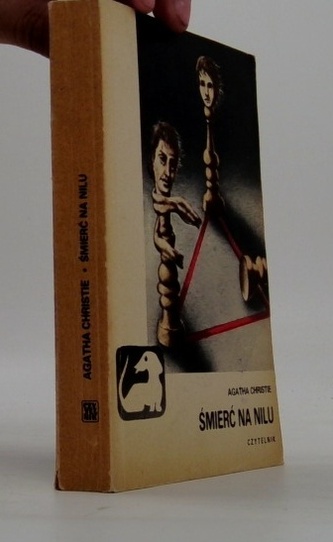 AGATHA CHRISTIE • ŚMIERĆ NA NILU
AGATHA CHRISTIE
ŚMIERĆ NA NILU
CZYTELNIK